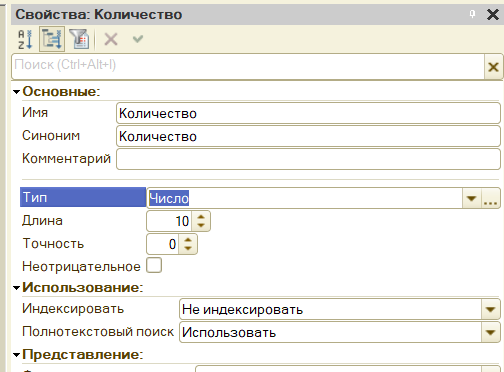 Свойства: Количество
Поиск (Ctrl+Alt+I)
Основные:
Имя Количество
Синоним Количество
Комментарий
Тип Число ...
Длина 10
Точность 0
Неотрицательное
Использование:
Индексировать Не индексировать
Полнотекстовый поиск Использовать
Представление: